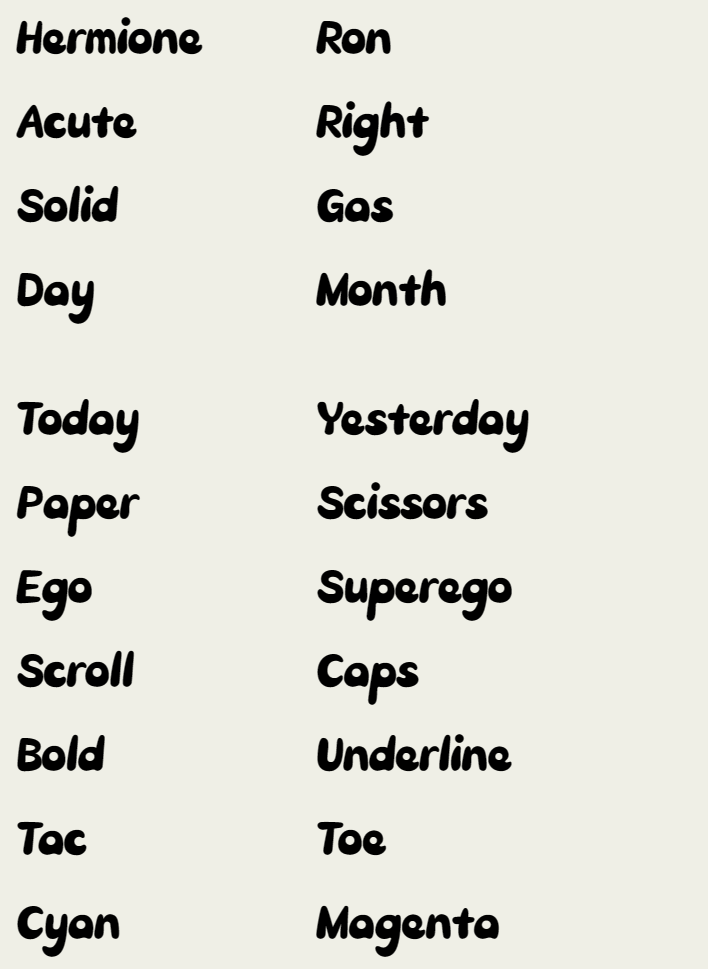 Hermione Ron
Acute Right
Solid Gas
Day Month
Today Yesterday
Paper Scissors
Ego Superego
Scroll Caps
Bold Underline
Tac Toe
Cyan Magenta